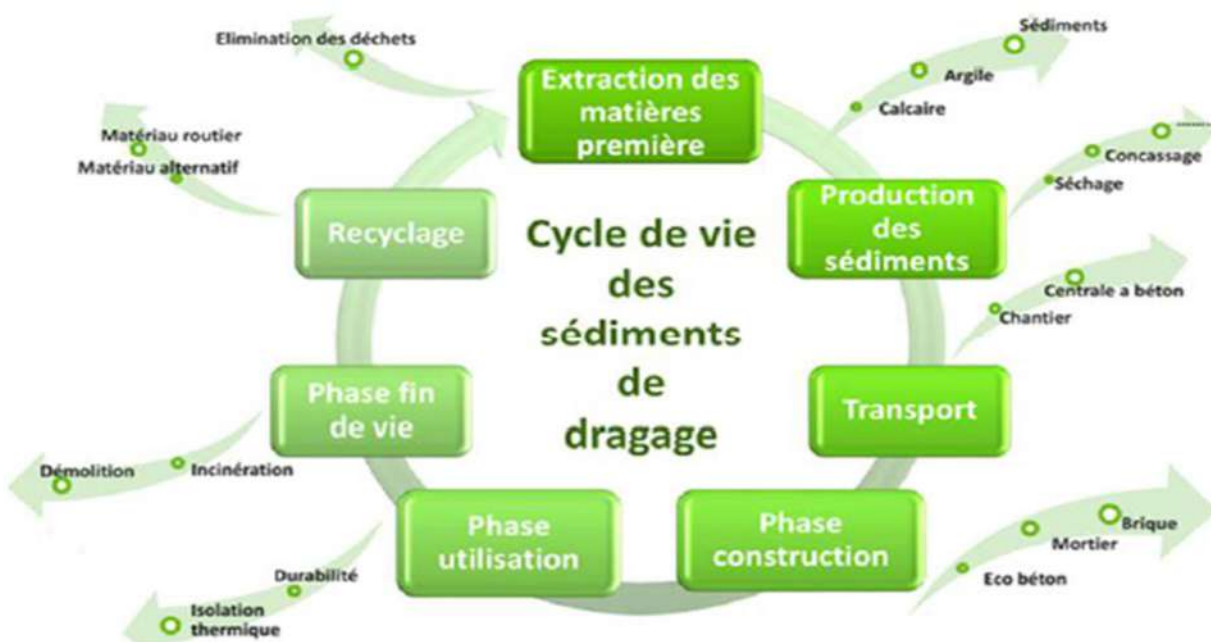 Elimination des déchets
Extraction des
matières
première
Sédiments
Argile
Calcaire
Matériau routier
Matériau alternatif
Recyclage
Cycle de vie
des
sédiments
de
dragage
Production
des
sédiments
Concassage
Séchage
Centrale a béton
Chantier
Transport
Phase fin
de vie
Démolition
Incinération
Phase
utilisation
Durabilité
Isolation
thermique
Phase
construction
Brique
Mortier
Eco béton